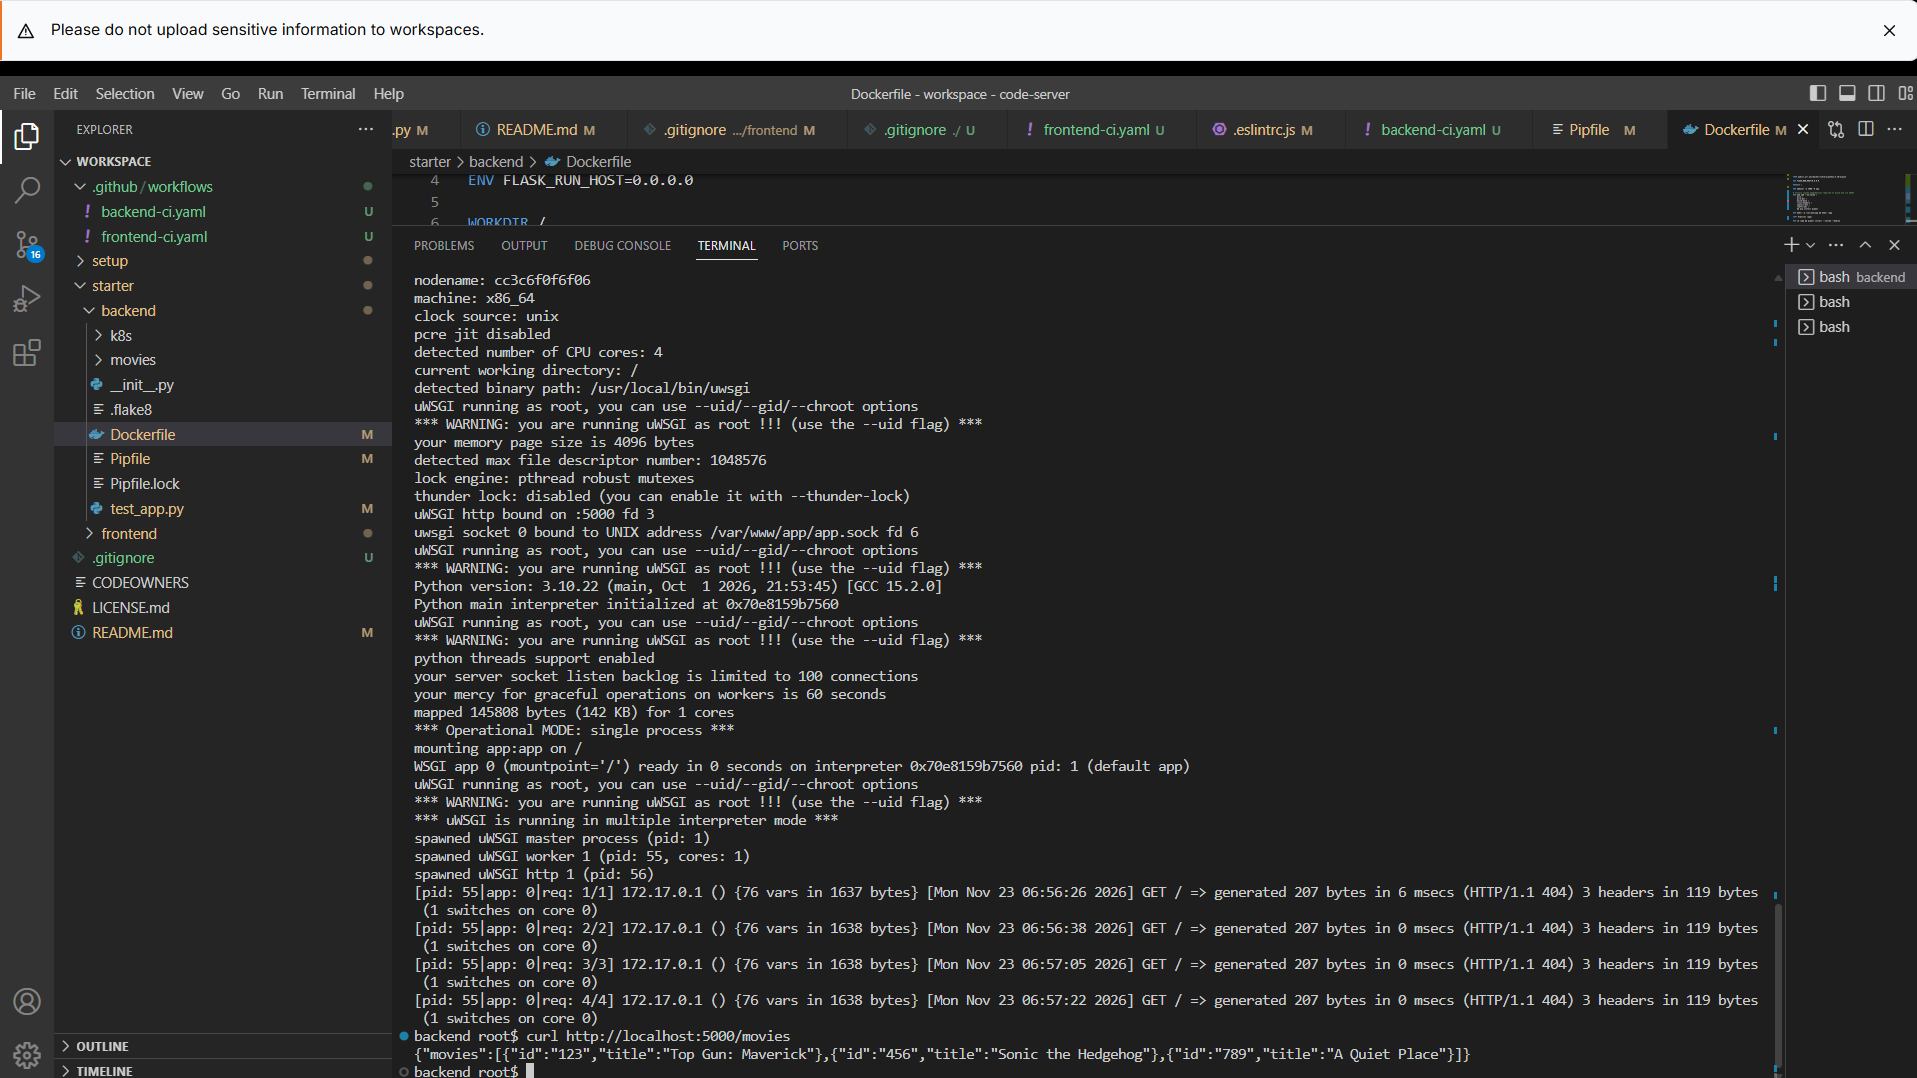 Please do not upload sensitive information to workspaces.
File Edit Selection View Go Run Terminal Help
Dockerfile - workspace - code-server
EXPLORER
.py M
README.md M
.gitignore .../frontend M
.gitignore ./ U
frontend-ci.yaml U
.eslintrc.js M
backend-ci.yaml U
Pipfile M
Dockerfile M
starter > backend > Dockerfile
WORKSPACE
.github / workflows
backend-ci.yaml U
frontend-ci.yaml U
setup
starter
backend
k8s
movies
__init__.py
.flake8
Dockerfile M
Pipfile M
Pipfile.lock
test_app.py M
frontend
.gitignore U
CODEOWNERS
LICENSE.md
README.md M
OUTLINE
TIMELINE
16
4 ENV FLASK_RUN_HOST=0.0.0.0
5
6 WORKDIR /
PROBLEMS OUTPUT DEBUG CONSOLE TERMINAL PORTS
bash backend
bash
bash
nodename: cc3c6f0f6f06
machine: x86_64
clock source: unix
pcre jit disabled
detected number of CPU cores: 4
current working directory: /
detected binary path: /usr/local/bin/uwsgi
uWSGI running as root, you can use --uid/--gid/--chroot options
*** WARNING: you are running uWSGI as root !!! (use the --uid flag) ***
your memory page size is 4096 bytes
detected max file descriptor number: 1048576
lock engine: pthread robust mutexes
thunder lock: disabled (you can enable it with --thunder-lock)
uWSGI http bound on :5000 fd 3
uwsgi socket 0 bound to UNIX address /var/www/app/app.sock fd 6
uWSGI running as root, you can use --uid/--gid/--chroot options
*** WARNING: you are running uWSGI as root !!! (use the --uid flag) ***
Python version: 3.10.22 (main, Oct  1 2026, 21:53:45) [GCC 15.2.0]
Python main interpreter initialized at 0x70e8159b7560
uWSGI running as root, you can use --uid/--gid/--chroot options
*** WARNING: you are running uWSGI as root !!! (use the --uid flag) ***
python threads support enabled
your server socket listen backlog is limited to 100 connections
your mercy for graceful operations on workers is 60 seconds
mapped 145808 bytes (142 KB) for 1 cores
*** Operational MODE: single process ***
mounting app:app on /
WSGI app 0 (mountpoint='/') ready in 0 seconds on interpreter 0x70e8159b7560 pid: 1 (default app)
uWSGI running as root, you can use --uid/--gid/--chroot options
*** WARNING: you are running uWSGI as root !!! (use the --uid flag) ***
*** uWSGI is running in multiple interpreter mode ***
spawned uWSGI master process (pid: 1)
spawned uWSGI worker 1 (pid: 55, cores: 1)
spawned uWSGI http 1 (pid: 56)
[pid: 55|app: 0|req: 1/1] 172.17.0.1 () {76 vars in 1637 bytes} [Mon Nov 23 06:56:26 2026] GET / => generated 207 bytes in 6 msecs (HTTP/1.1 404) 3 headers in 119 bytes
(1 switches on core 0)
[pid: 55|app: 0|req: 2/2] 172.17.0.1 () {76 vars in 1638 bytes} [Mon Nov 23 06:56:38 2026] GET / => generated 207 bytes in 0 msecs (HTTP/1.1 404) 3 headers in 119 bytes
(1 switches on core 0)
[pid: 55|app: 0|req: 3/3] 172.17.0.1 () {76 vars in 1638 bytes} [Mon Nov 23 06:57:05 2026] GET / => generated 207 bytes in 0 msecs (HTTP/1.1 404) 3 headers in 119 bytes
(1 switches on core 0)
[pid: 55|app: 0|req: 4/4] 172.17.0.1 () {76 vars in 1638 bytes} [Mon Nov 23 06:57:22 2026] GET / => generated 207 bytes in 0 msecs (HTTP/1.1 404) 3 headers in 119 bytes
(1 switches on core 0)
backend root$ curl http://localhost:5000/movies
{"movies":[{"id":"123","title":"Top Gun: Maverick"},{"id":"456","title":"Sonic the Hedgehog"},{"id":"789","title":"A Quiet Place"}]}
backend root$